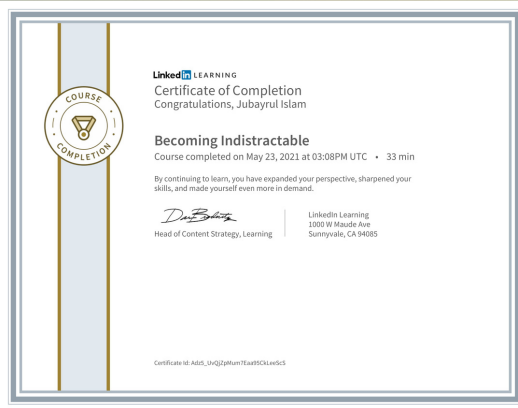 COURSE
COMPLETION
Linked in LEARNING
Certificate of Completion
Congratulations, Jubayrul Islam
Becoming Indistractable
Course completed on May 23, 2021 at 03:08PM UTC • 33 min
By continuing to learn, you have expanded your perspective, sharpened your
skills, and made yourself even more in demand.
Head of Content Strategy, Learning
LinkedIn Learning
1000 W Maude Ave
Sunnyvale, CA 94085
Certificate Id: